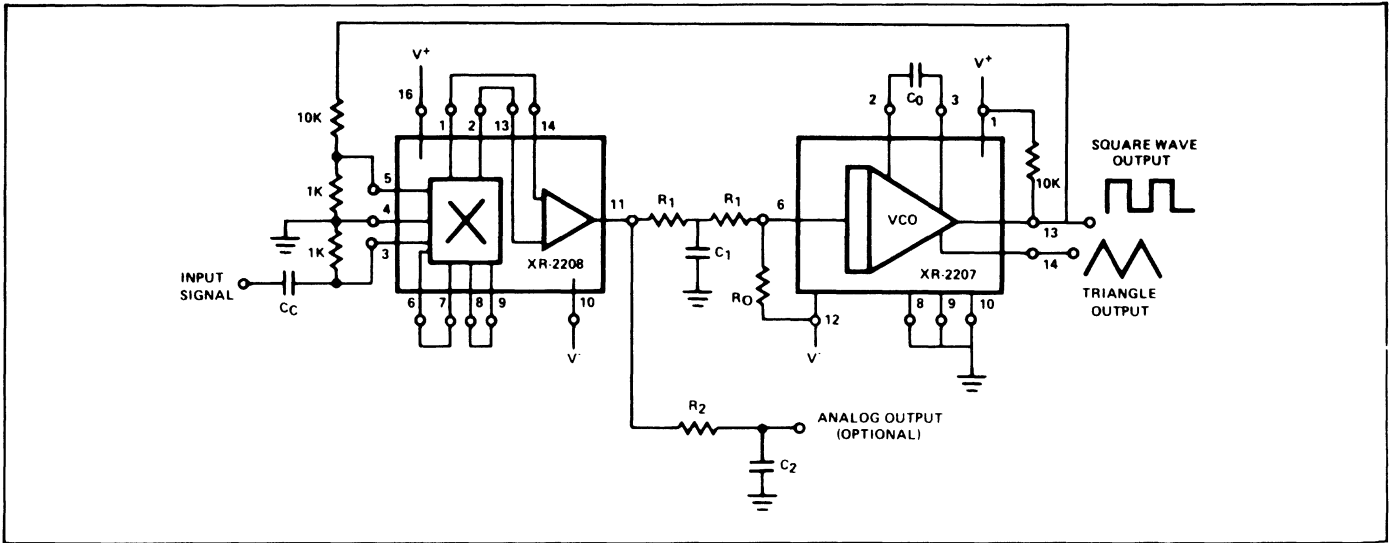 V+
16
1
2
13
14
10K
5
1K
4
1K
3
INPUT
SIGNAL
CC
XR-2208
6
7
8
9
10
V-
11
R1
R1
C1
R2
C2
ANALOG OUTPUT
(OPTIONAL)
6
RO
12
V-
2
CO
3
V+
1
VCO
XR-2207
10K
8
9
10
13
14
SQUARE WAVE
OUTPUT
TRIANGLE
OUTPUT